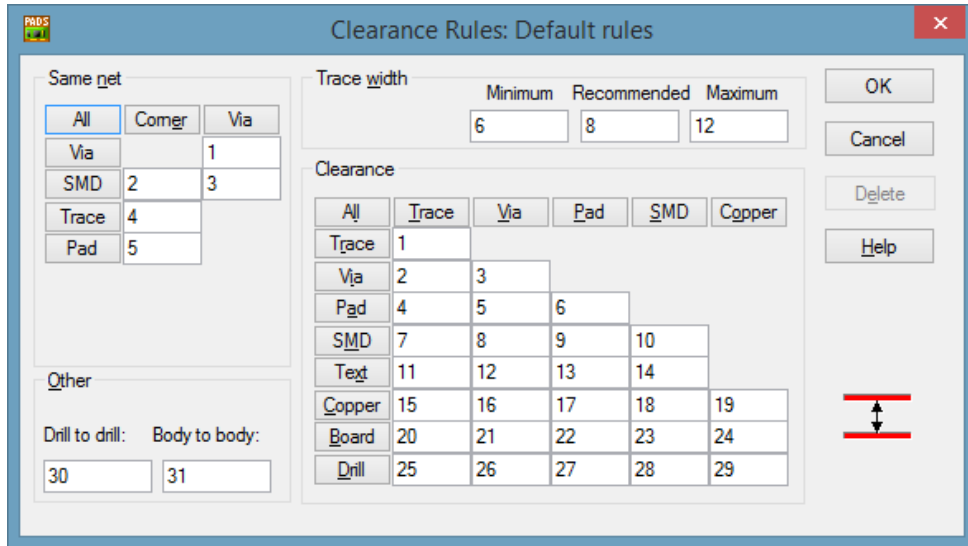 PADS
Clearance Rules: Default rules
x
Same net
All Corner Via
Via 1
SMD 2 3
Trace 4
Pad 5
Trace width
Minimum Recommended Maximum
6 8 12
Clearance
All Trace Via Pad SMD Copper
Trace 1
Via 2 3
Pad 4 5 6
SMD 7 8 9 10
Text 11 12 13 14
Copper 15 16 17 18 19
Board 20 21 22 23 24
Drill 25 26 27 28 29
Other
Drill to drill: Body to body:
30 31
OK
Cancel
Delete
Help